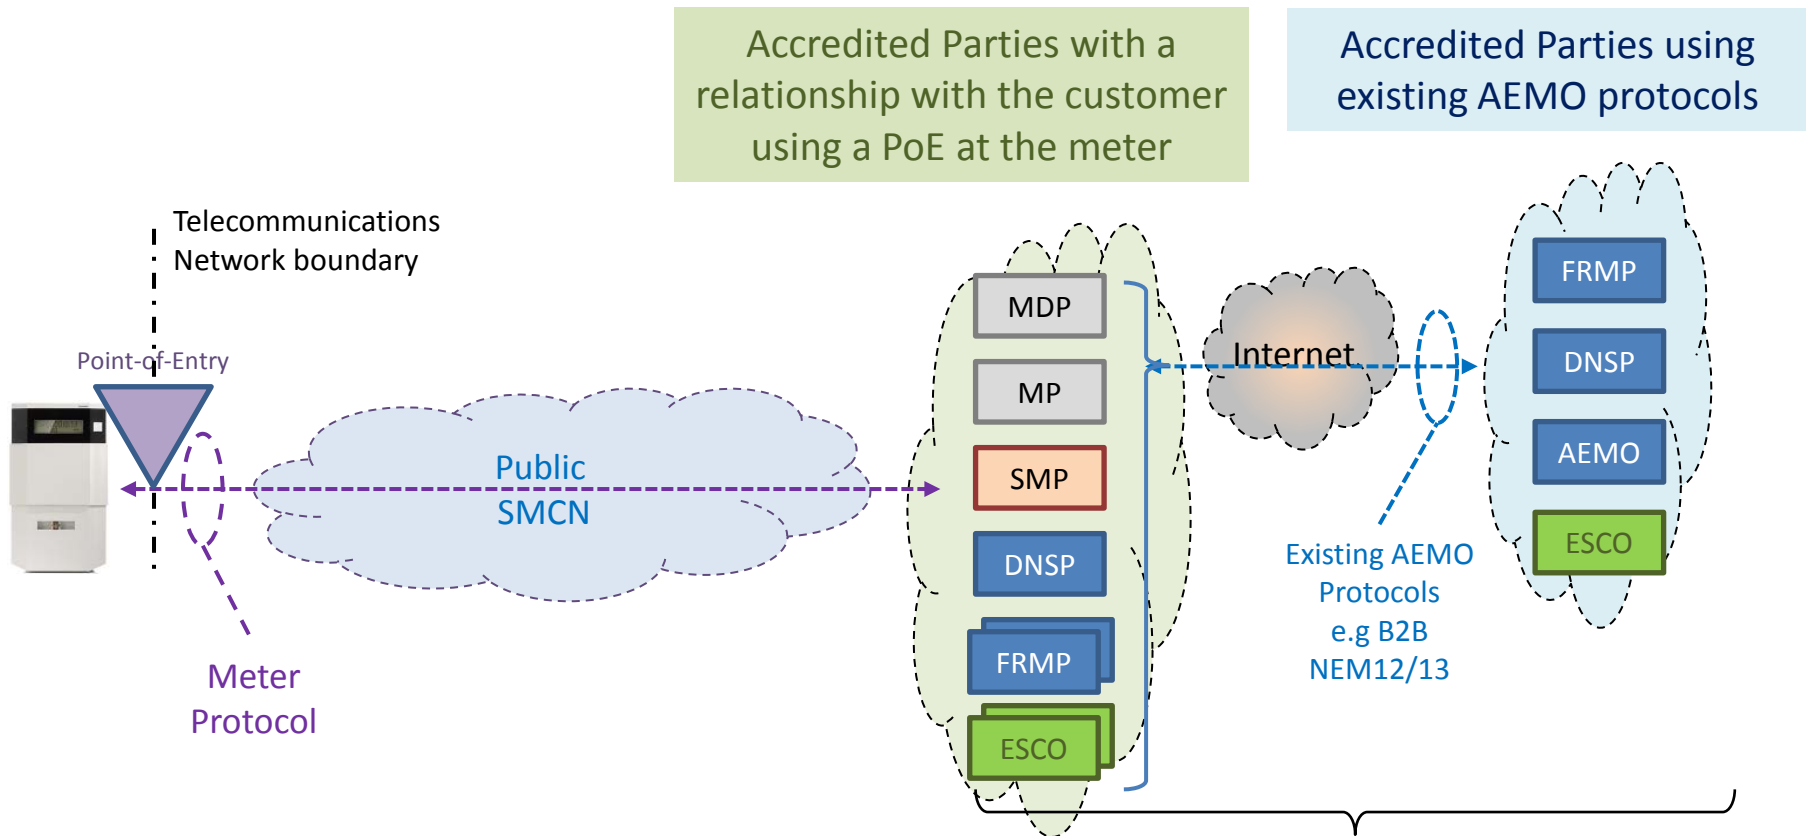 Accredited Parties with a
relationship with the customer
using a PoE at the meter
Accredited Parties using
existing AEMO protocols
Telecommunications
Network boundary
Point-of-Entry
Public
SMCN
Meter
Protocol
MDP
MP
SMP
DNSP
FRMP
ESCO
Internet
Existing AEMO
Protocols
e.g B2B
NEM12/13
FRMP
DNSP
AEMO
ESCO